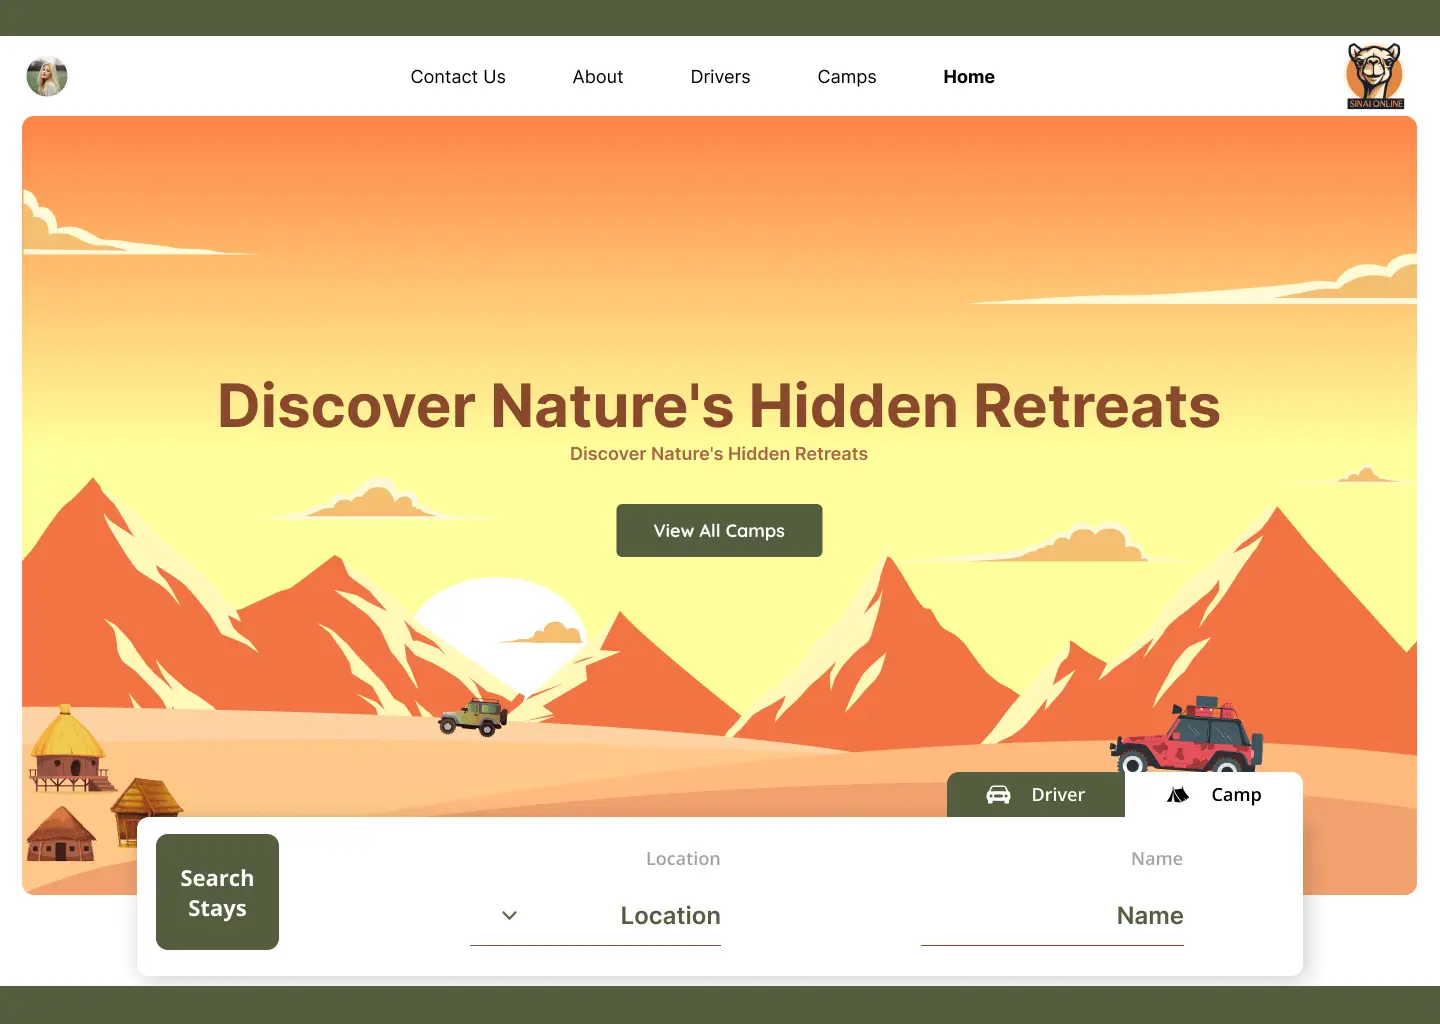 Contact Us
About
Drivers
Camps
Home
SINAI ONLINE
Discover Nature's Hidden Retreats
Discover Nature's Hidden Retreats
View All Camps
Driver
Camp
Search
Stays
Location
Name
Location
Name